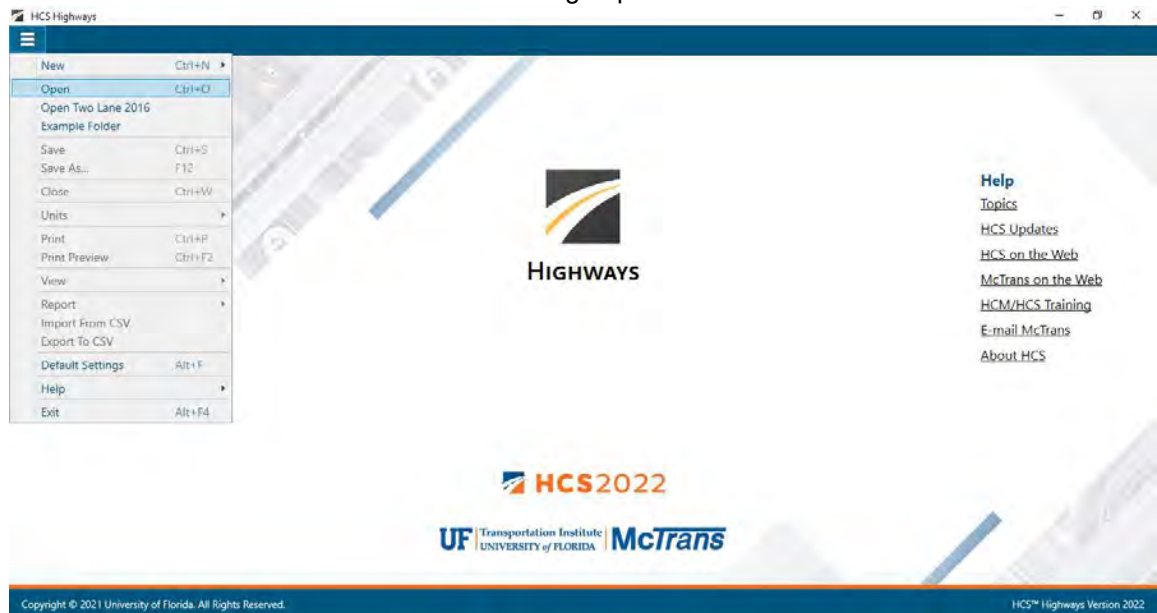 HCS Highways
New Ctrl+N
Open Ctrl+O
Open Two Lane 2016
Example Folder
Save Ctrl+S
Save As... F12
Close Ctrl+W
Units
Print Ctrl+P
Print Preview Ctrl+F2
View
Report
Import From CSV
Export To CSV
Default Settings Alt+F
Help
Exit Alt+F4
HIGHWAYS
Help
Topics
HCS Updates
HCS on the Web
McTrans on the Web
HCM/HCS Training
E-mail McTrans
About HCS
HCS2022
UF Transportation Institute McTrans
UNIVERSITY of FLORIDA
Copyright © 2021 University of Florida. All Rights Reserved. HCS™ Highways Version 2022